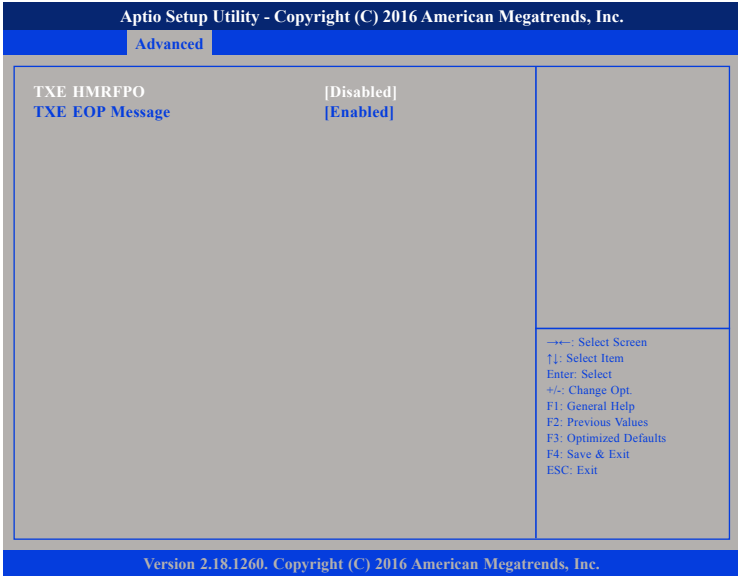 Aptio Setup Utility - Copyright (C) 2016 American Megatrends, Inc.
Advanced
TXE HMRFPO [Disabled]
TXE EOP Message [Enabled]
→←: Select Screen
↑↓: Select Item
Enter: Select
+/-: Change Opt.
F1: General Help
F2: Previous Values
F3: Optimized Defaults
F4: Save & Exit
ESC: Exit
Version 2.18.1260. Copyright (C) 2016 American Megatrends, Inc.